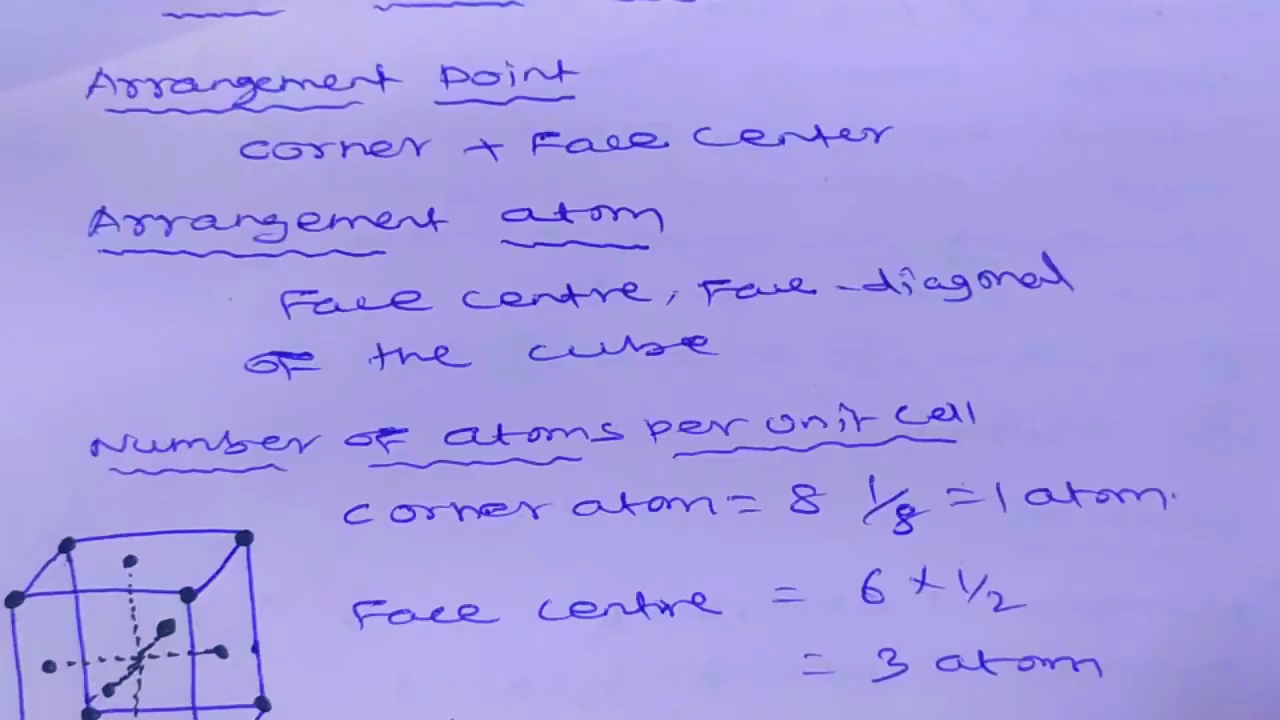 Arrangement Point
corner + Face center
Arrangement atom
Face centre, Face-diagonal
of the cube
Number of atoms per unit cell
corner atom = 8 1/8 = 1 atom.
Face centre = 6 × 1/2
= 3 atom